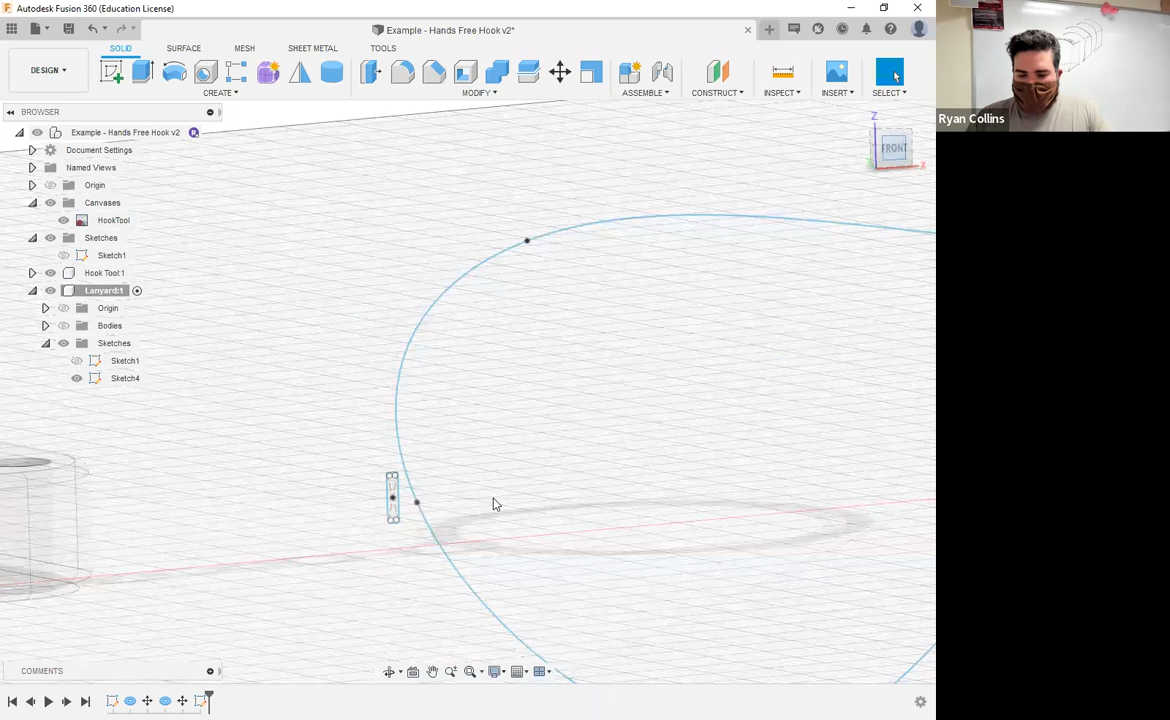 Autodesk Fusion 360 (Education License)
Example - Hands Free Hook v2*
DESIGN
SOLID SURFACE MESH SHEET METAL TOOLS
CREATE MODIFY ASSEMBLE CONSTRUCT INSPECT INSERT SELECT
BROWSER
Example - Hands Free Hook v2 R
Document Settings
Named Views
Origin
Canvases
HookTool
Sketches
Sketch1
Hook Tool:1
Lanyard:1
Origin
Bodies
Sketches
Sketch1
Sketch4
Z
FRONT
X
COMMENTS
Ryan Collins